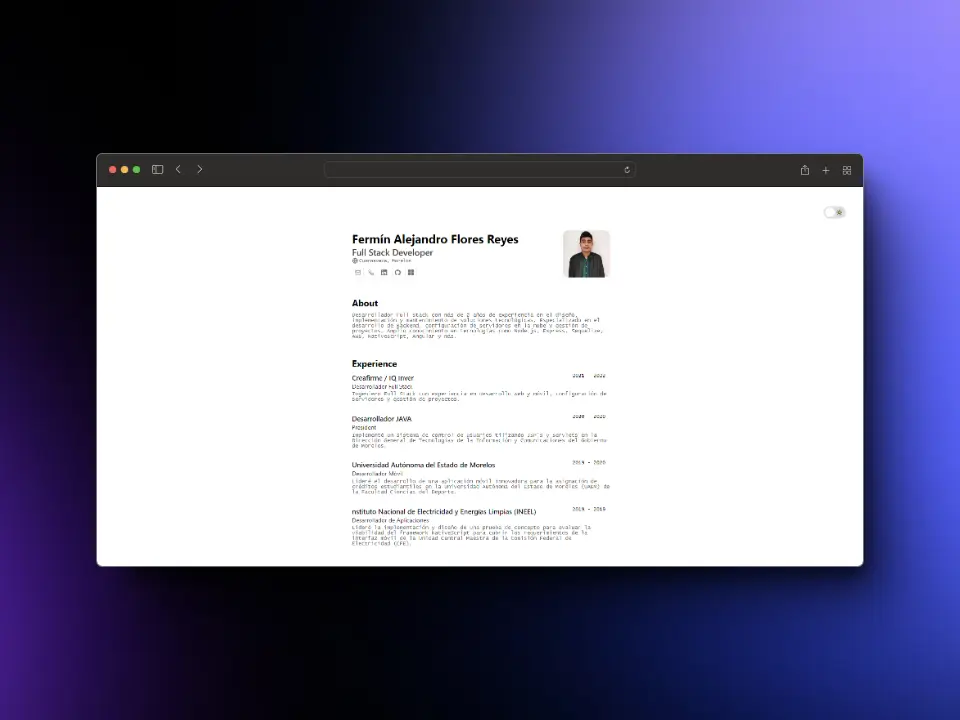 Fermín Alejandro Flores Reyes
Full Stack Developer
Cuernavaca, Morelos
About
Desarrollador Full Stack con más de 2 años de experiencia en el diseño,
implementación y mantenimiento de soluciones tecnológicas. Especializado en el
desarrollo de backend, configuración de servidores en la nube y gestión de
proyectos. Amplio conocimiento en tecnologías como Node.js, Express, Sequelize,
AWS, NativeScript, Angular y más.
Experience
Creafirme / IQ Inver
2021 - 2022
Desarrollador Full Stack
Ingeniero Full Stack con experiencia en desarrollo web y móvil, configuración de
servidores y gestión de proyectos.
Desarrollador JAVA
2020 - 2020
President
Implementé un sistema de control de usuarios utilizando Java y servlets en la
Dirección General de Tecnologías de la Información y Comunicaciones del Gobierno
de Morelos.
Universidad Autónoma del Estado de Morelos
2019 - 2020
Desarrollador Móvil
Lideré el desarrollo de una aplicación móvil innovadora para la asignación de
créditos estudiantiles en la Universidad Autónoma del Estado de Morelos (UAEM) de
la Facultad Ciencias del Deporte.
nstituto Nacional de Electricidad y Energías Limpias (INEEL)
2019 - 2019
Desarrollador de Aplicaciones
Lideré la implementación y diseño de una prueba de concepto para evaluar la
viabilidad del framework NativeScript para cubrir los requerimientos de la
interfaz móvil de la Unidad Central Maestra de la Comisión Federal de
Electricidad (CFE).